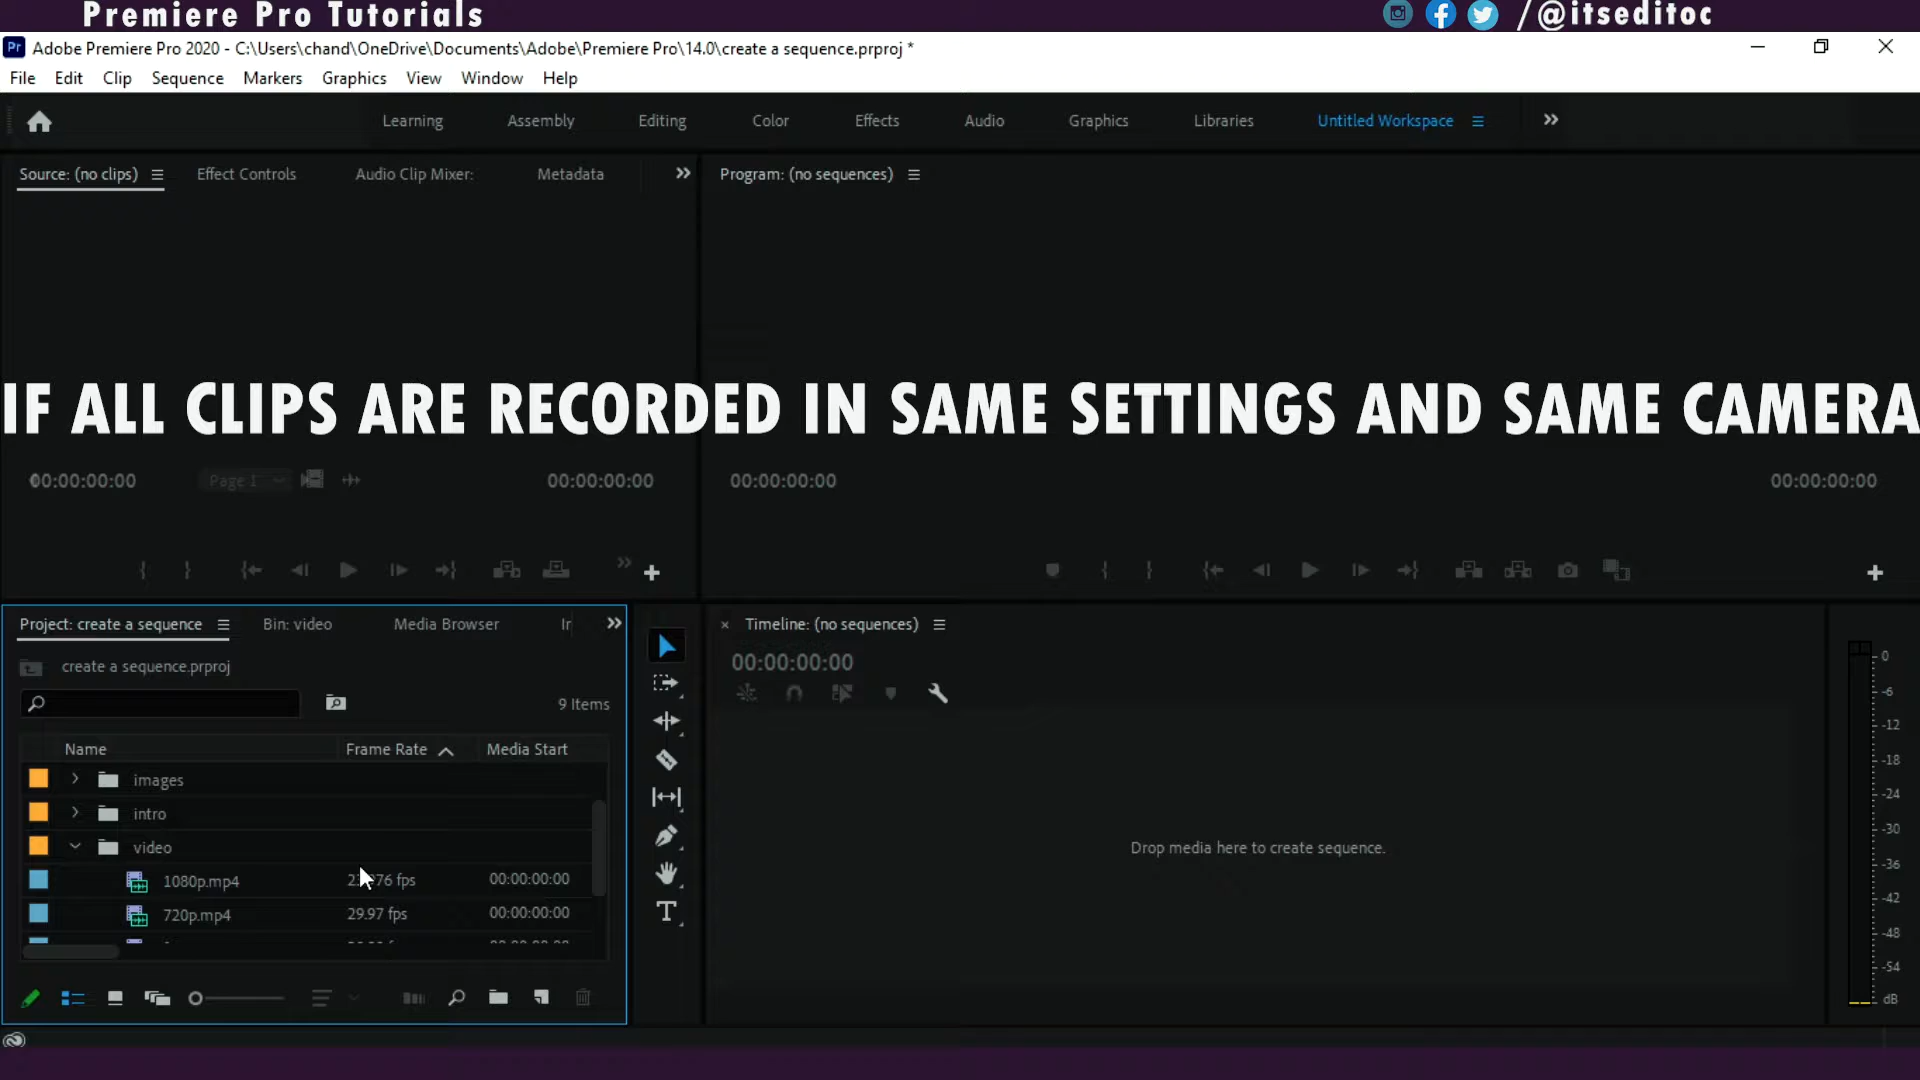 Premiere Pro Tutorials
/@itseditoc
Pr Adobe Premiere Pro 2020 - C:\Users\chand\OneDrive\Documents\Adobe\Premiere Pro\14.0\create a sequence.prproj *
File Edit Clip Sequence Markers Graphics View Window Help
Learning Assembly Editing Color Effects Audio Graphics Libraries Untitled Workspace
Source: (no clips) Effect Controls Audio Clip Mixer: Metadata
Program: (no sequences)
IF ALL CLIPS ARE RECORDED IN SAME SETTINGS AND SAME CAMERA
00:00:00:00 Page 1 00:00:00:00
00:00:00:00 00:00:00:00
Project: create a sequence Bin: video Media Browser
create a sequence.prproj
9 Items
Name Frame Rate Media Start
images
intro
video
1080p.mp4 00:00:00:00
720p.mp4 29.97 fps 00:00:00:00
Timeline: (no sequences)
00:00:00:00
Drop media here to create sequence.
0
-6
-12
-18
-24
-30
-36
-42
-48
-54
dB